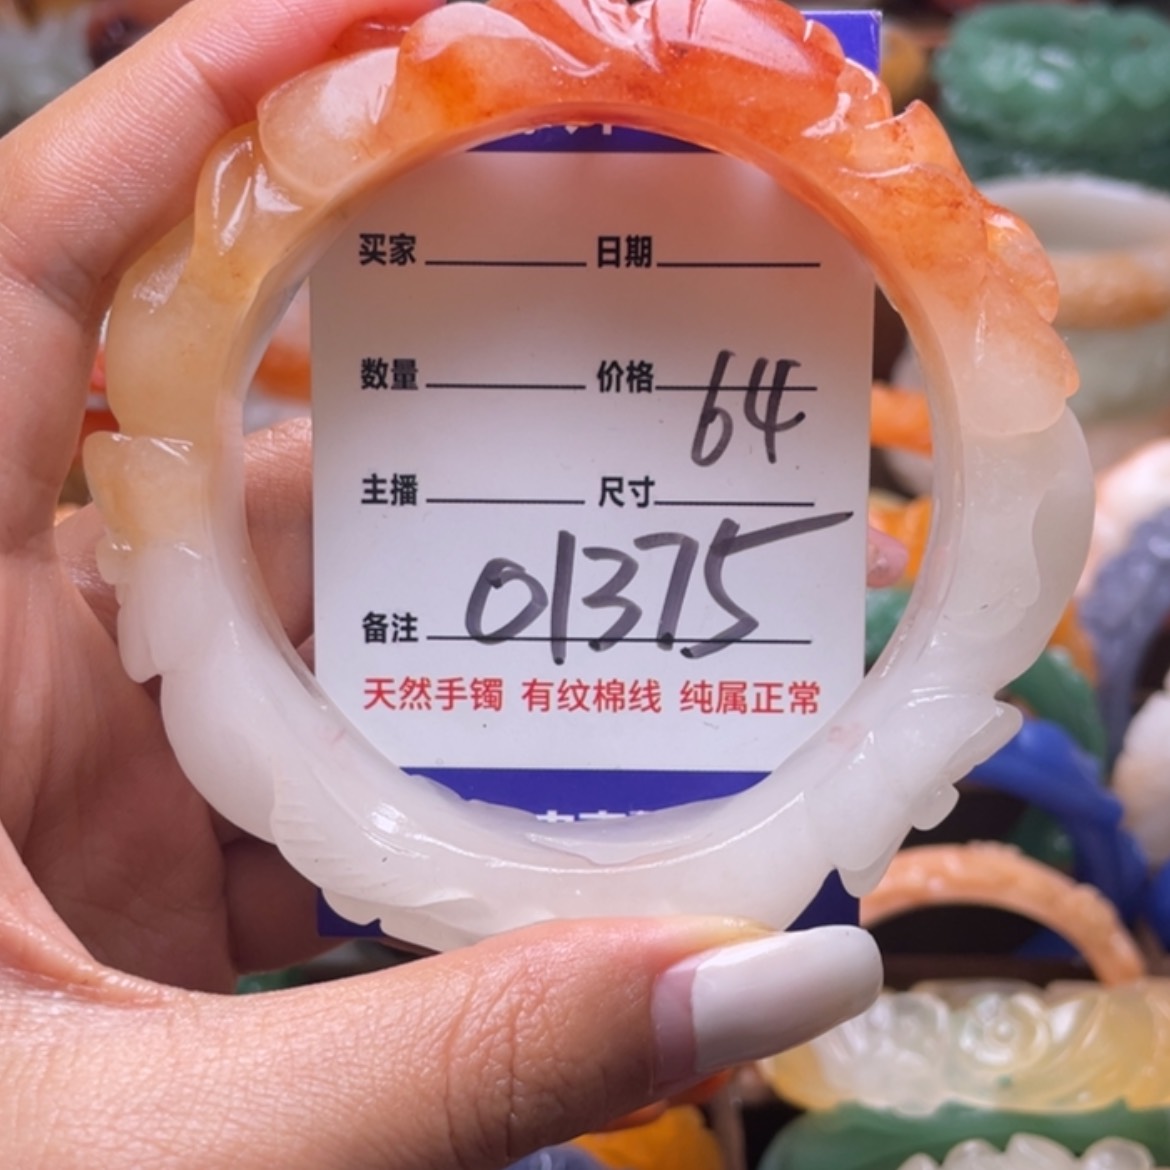 买家 日期
数量 价格 64
主播 尺寸
备注 01375
天然手镯 有纹棉线 纯属正常